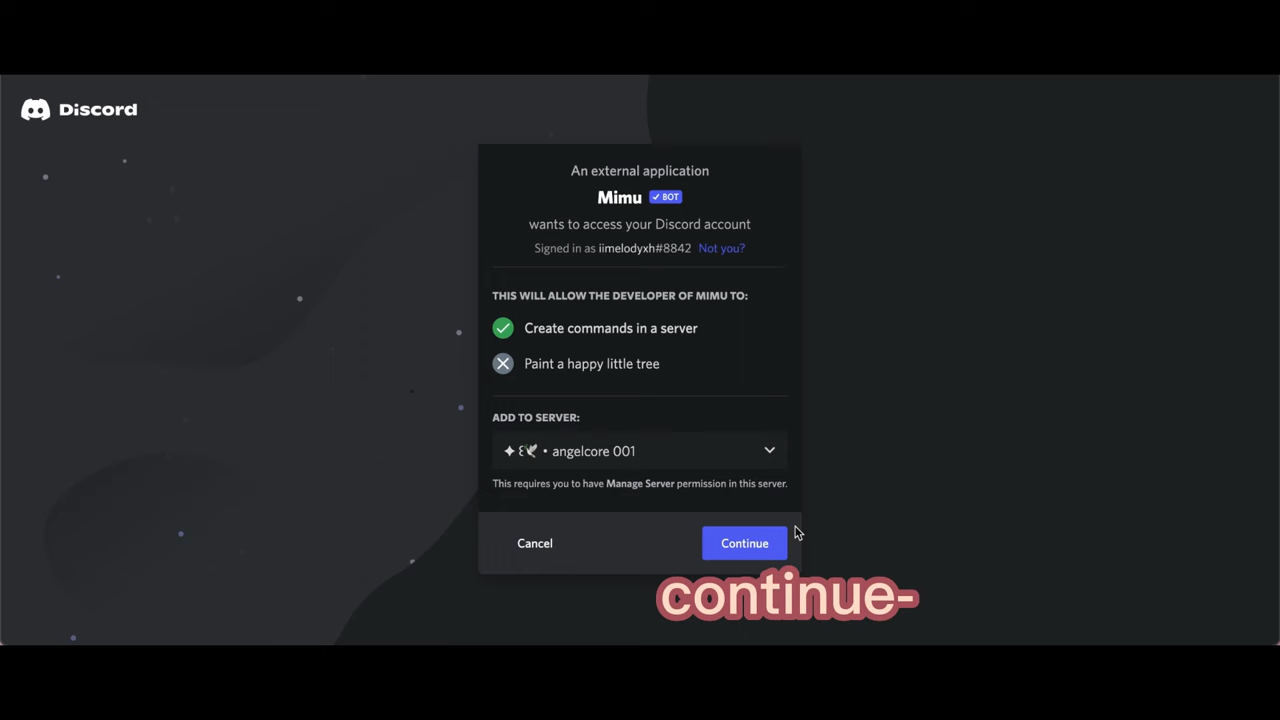 Discord
An external application
Mimu BOT
wants to access your Discord account
Signed in as iimelodyxh#8842 Not you?
THIS WILL ALLOW THE DEVELOPER OF MIMU TO:
Create commands in a server
Paint a happy little tree
ADD TO SERVER:
✦ ꒰🕊 • angelcore 001
This requires you to have Manage Server permission in this server.
Cancel Continue
continue-